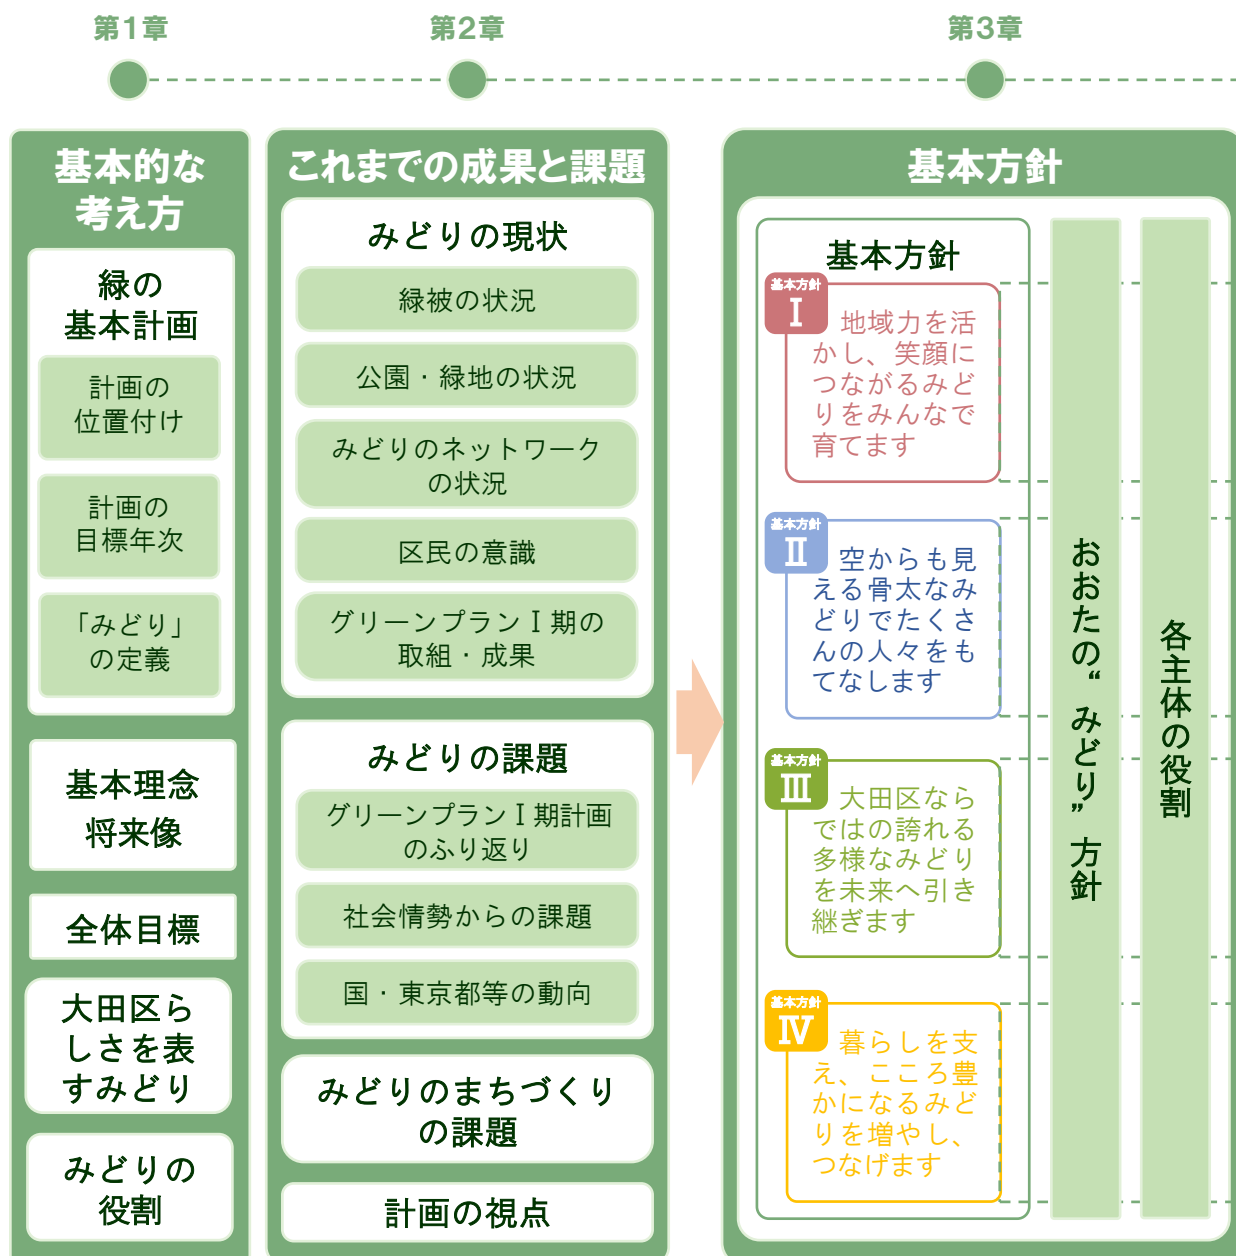 第1章
第2章
第3章
基本的な
考え方
緑の
基本計画
計画の
位置付け
計画の
目標年次
「みどり」
の定義
基本理念
将来像
全体目標
大田区ら
しさを表
すみどり
みどりの
役割
これまでの成果と課題
みどりの現状
緑被の状況
公園・緑地の状況
みどりのネットワーク
の状況
区民の意識
グリーンプランⅠ期の
取組・成果
みどりの課題
グリーンプランⅠ期計画
のふり返り
社会情勢からの課題
国・東京都等の動向
みどりのまちづくり
の課題
計画の視点
基本方針
基本方針
基本方針
Ⅰ
地域力を活
かし、笑顔に
つながるみど
りをみんなで
育てます
基本方針
Ⅱ
空からも見
える骨太なみ
どりでたくさ
んの人々をも
てなします
基本方針
Ⅲ
大田区なら
ではの誇れる
多様なみどり
を未来へ引き
継ぎます
基本方針
Ⅳ
暮らしを支
え、こころ豊
かになるみど
りを増やし、
つなげます
おおたの“みどり”方針
各主体の役割